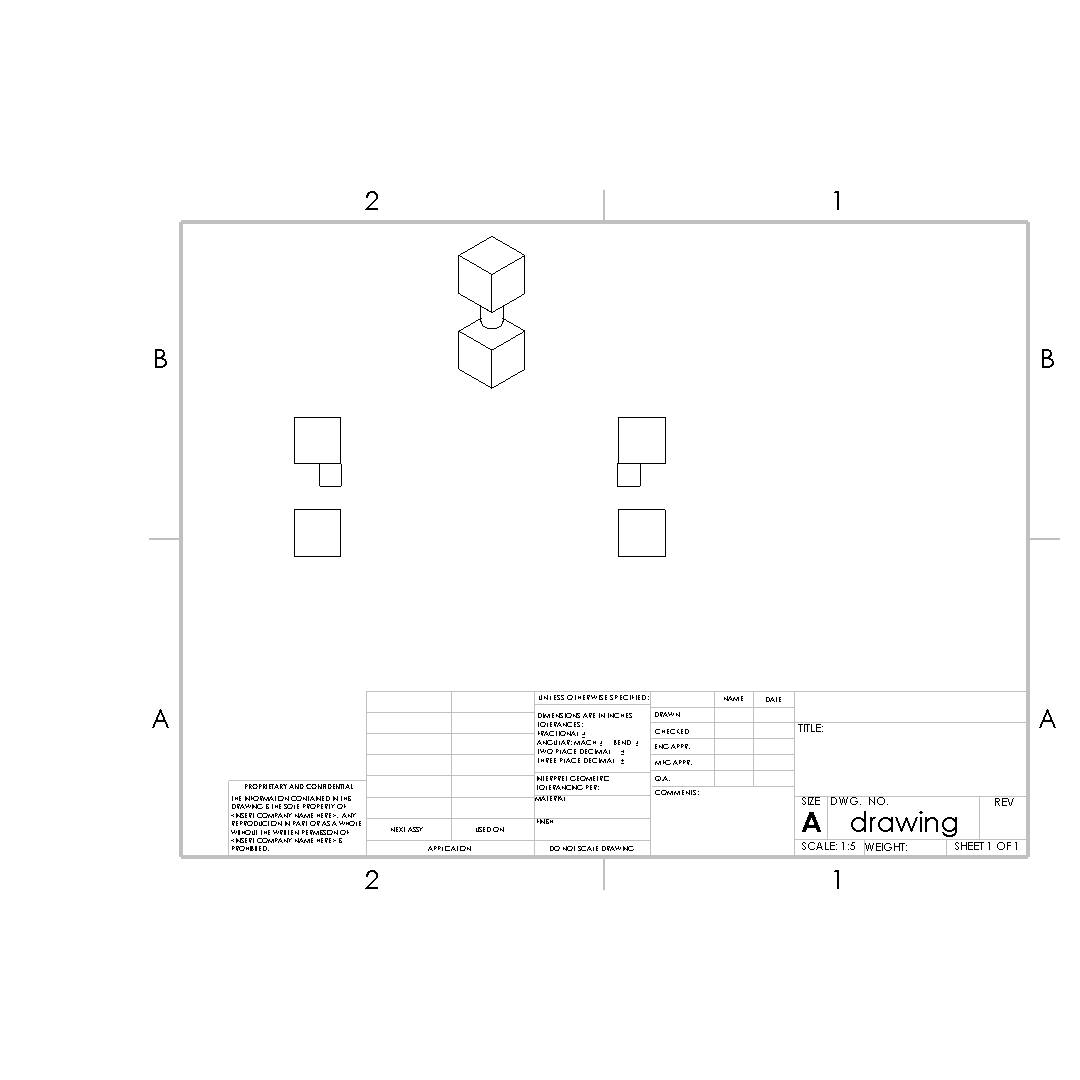 2 1
B B
A A
UNLESS OTHERWISE SPECIFIED:
DIMENSIONS ARE IN INCHES
TOLERANCES:
FRACTIONAL ±
ANGULAR: MACH ± BEND ±
TWO PLACE DECIMAL ±
THREE PLACE DECIMAL ±
INTERPRET GEOMETRIC
TOLERANCING PER:
MATERIAL
FINISH
DO NOT SCALE DRAWING
NAME DATE
DRAWN
CHECKED
ENG APPR.
MFG APPR.
Q.A.
COMMENTS:
TITLE:
SIZE DWG. NO. REV
A drawing
SCALE: 1:5 WEIGHT: SHEET 1 OF 1
PROPRIETARY AND CONFIDENTIAL
THE INFORMATION CONTAINED IN THIS
DRAWING IS THE SOLE PROPERTY OF
<INSERT COMPANY NAME HERE>. ANY
REPRODUCTION IN PART OR AS A WHOLE
WITHOUT THE WRITTEN PERMISSION OF
<INSERT COMPANY NAME HERE> IS
PROHIBITED.
NEXT ASSY USED ON
APPLICATION
2 1